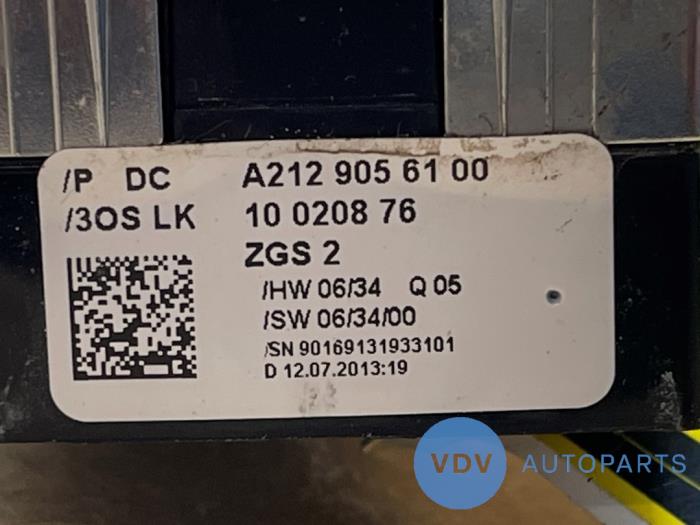 /P DC A212 905 61 00
/3OS LK 10 0208 76
ZGS 2
/HW 06/34 Q 05
/SW 06/34/00
/SN 90169131933101
D 12.07.2013:19
VDV AUTOPARTS